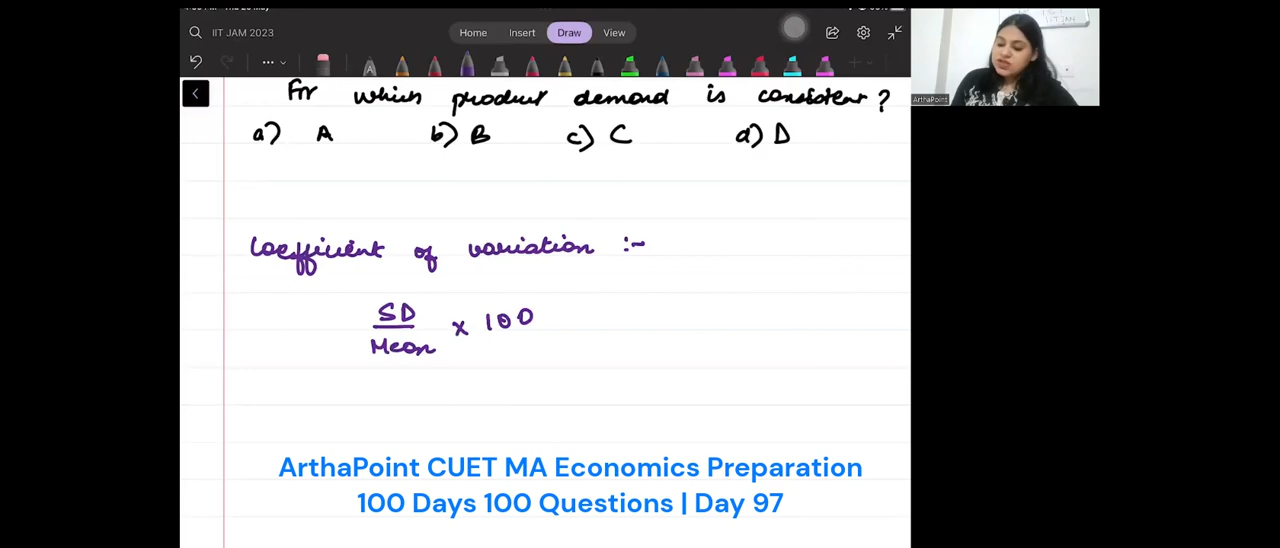 IIT JAM 2023
Home Insert Draw View
For which product demand is consistent?
a) A b) B c) C d) D
Coefficient of variation :-
SD
Mean
x 100
ArthaPoint
ArthaPoint CUET MA Economics Preparation
100 Days 100 Questions | Day 97